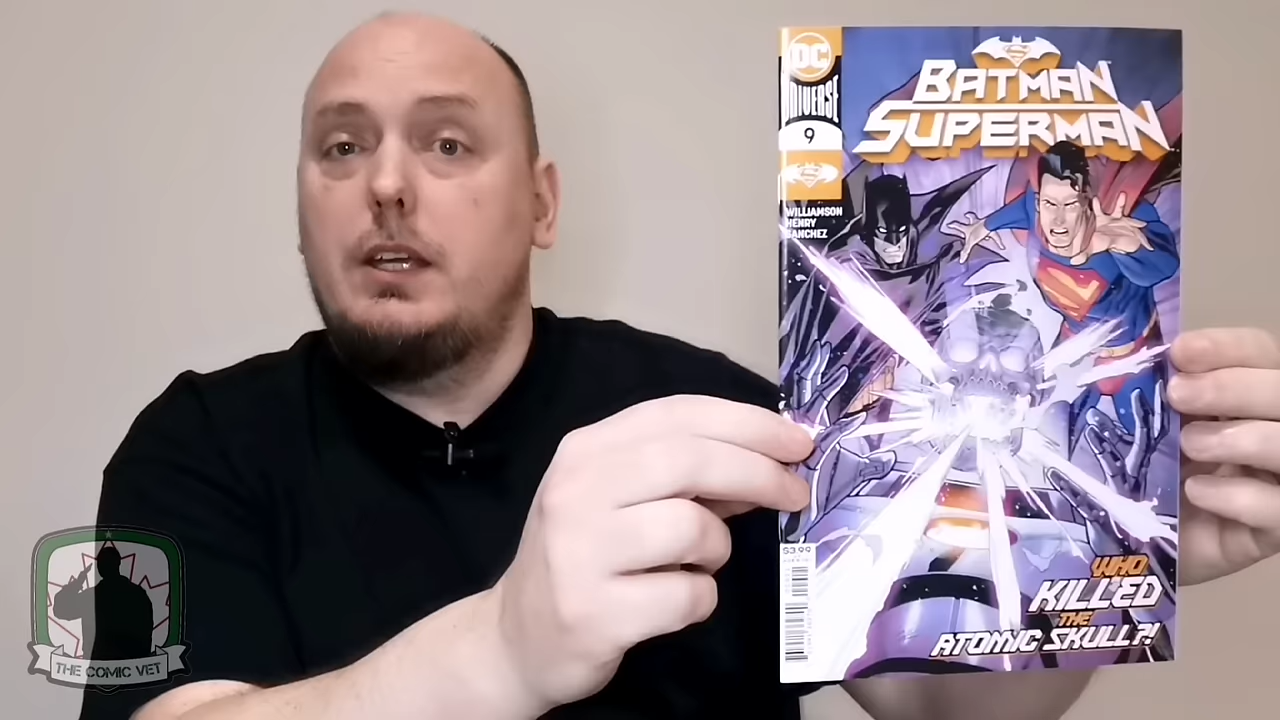 DC
UNIVERSE
9
WILLIAMSON
HENRY
SANCHEZ
BATMAN
SUPERMAN
$3.99
WHO
KILLED
THE
ATOMIC SKULL?!
THE COMIC VET